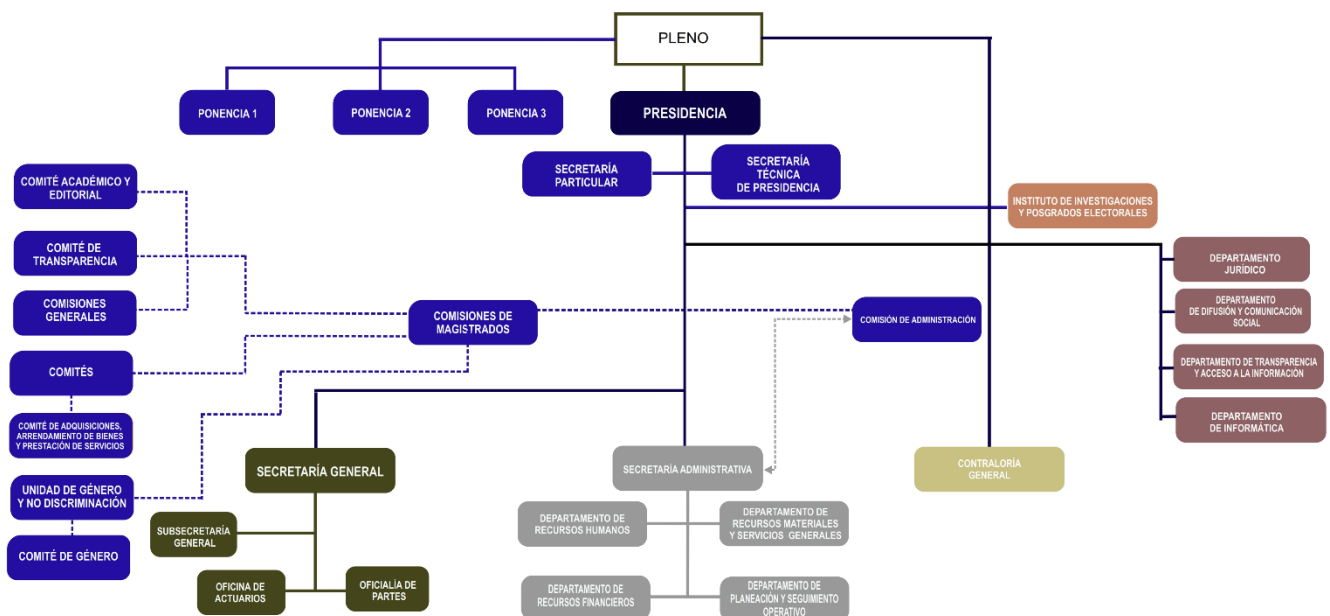 PLENO
PONENCIA 1
PONENCIA 2
PONENCIA 3
PRESIDENCIA
SECRETARÍA
PARTICULAR
SECRETARÍA
TÉCNICA
DE PRESIDENCIA
COMITÉ ACADÉMICO Y
EDITORIAL
INSTITUTO DE INVESTIGACIONES
Y POSGRADOS ELECTORALES
COMITÉ DE
TRANSPARENCIA
DEPARTAMENTO
JURÍDICO
COMISIONES
GENERALES
COMISIONES DE
MAGISTRADOS
COMISIÓN DE ADMINISTRACIÓN
DEPARTAMENTO
DE DIFUSIÓN Y COMUNICACIÓN
SOCIAL
COMITÉS
DEPARTAMENTO DE TRANSPARENCIA
Y ACCESO A LA INFORMACIÓN
COMITÉ DE ADQUISICIONES,
ARRENDAMIENTO DE BIENES
Y PRESTACIÓN DE SERVICIOS
DEPARTAMENTO
DE INFORMÁTICA
SECRETARÍA GENERAL
SECRETARÍA ADMINISTRATIVA
CONTRALORÍA
GENERAL
UNIDAD DE GÉNERO
Y NO DISCRIMINACIÓN
SUBSECRETARÍA
GENERAL
DEPARTAMENTO DE
RECURSOS HUMANOS
DEPARTAMENTO DE
RECURSOS MATERIALES
Y SERVICIOS GENERALES
COMITÉ DE GÉNERO
OFICINA DE
ACTUARIOS
OFICIALÍA DE
PARTES
DEPARTAMENTO DE
RECURSOS FINANCIEROS
DEPARTAMENTO DE
PLANEACIÓN Y SEGUIMIENTO
OPERATIVO